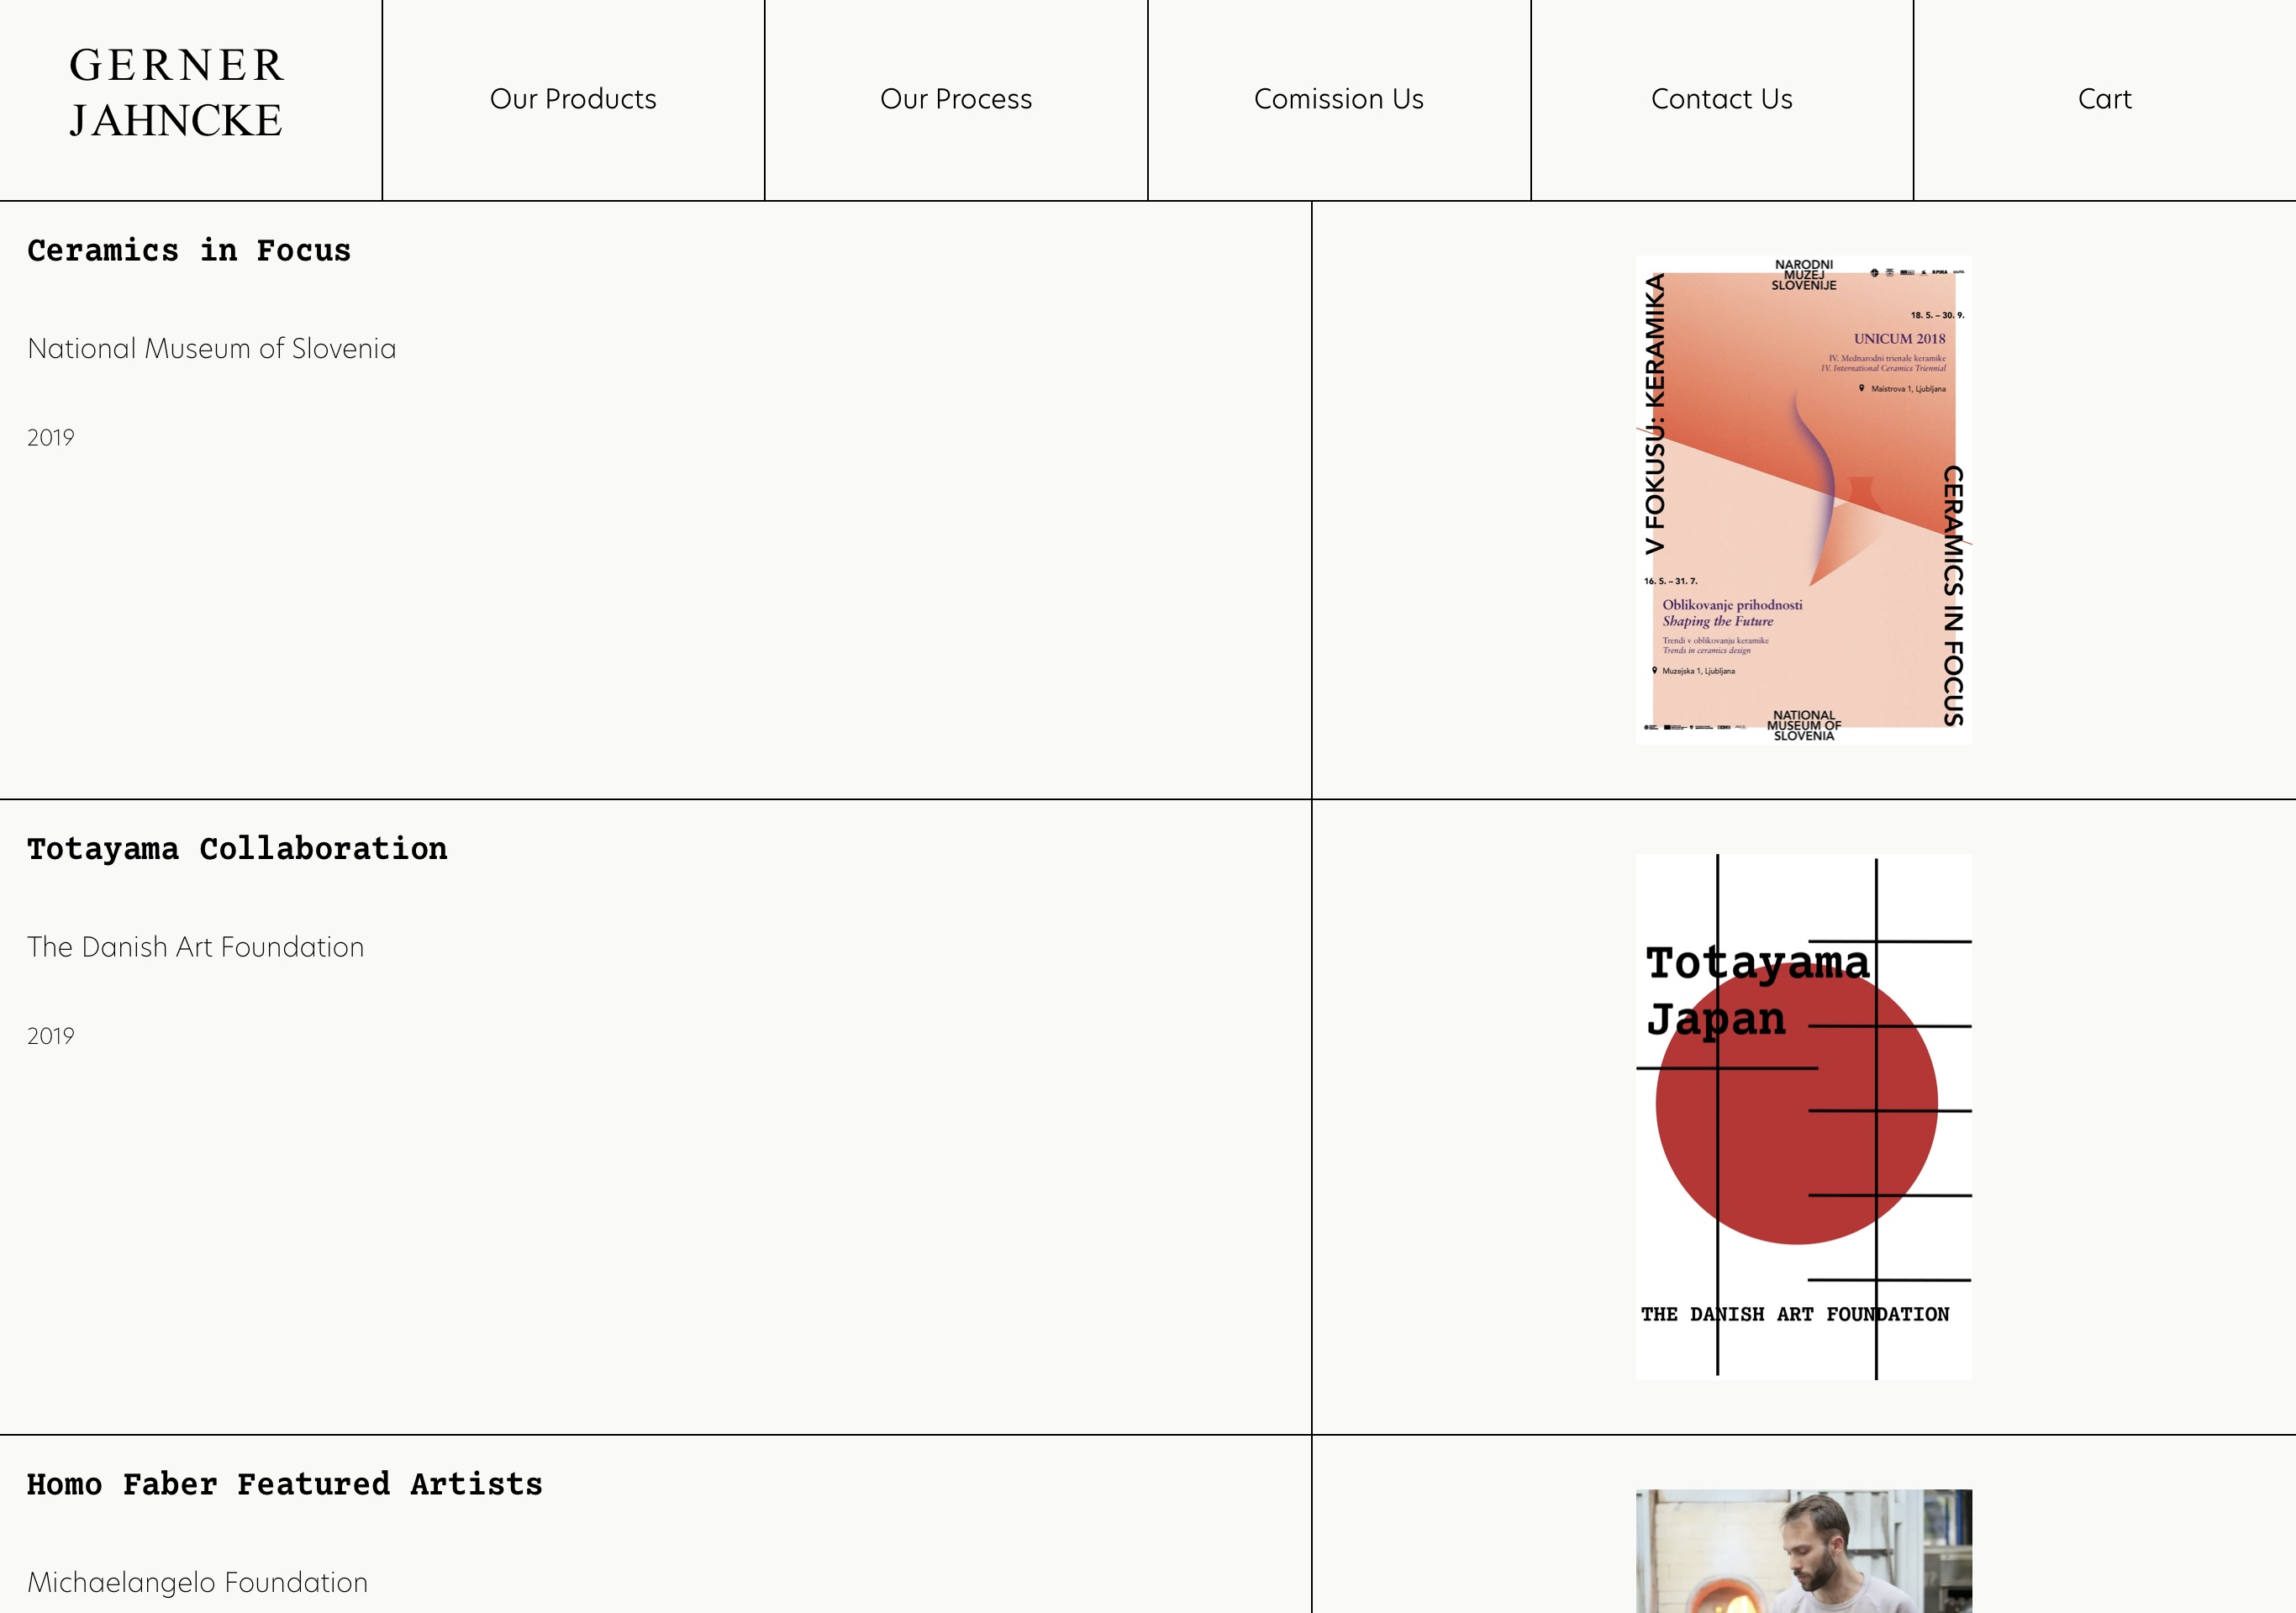 GERNER
JAHNCKE
Our Products
Our Process
Comission Us
Contact Us
Cart
Ceramics in Focus
National Museum of Slovenia
2019
NARODNI
MUZEJ
SLOVENIJE
V FOKUSU: KERAMIKA
18. 5. – 30. 9.
UNICUM 2018
IV. Mednarodni trienale keramike
IV. International Ceramics Triennial
Maistrova 1, Ljubljana
CERAMICS IN FOCUS
16. 5. – 31. 7.
Oblikovanje prihodnosti
Shaping the Future
Trendi v oblikovanju keramike
Trends in ceramics design
Muzejska 1, Ljubljana
NATIONAL
MUSEUM OF
SLOVENIA
Totayama Collaboration
The Danish Art Foundation
2019
Totayama
Japan
THE DANISH ART FOUNDATION
Homo Faber Featured Artists
Michaelangelo Foundation